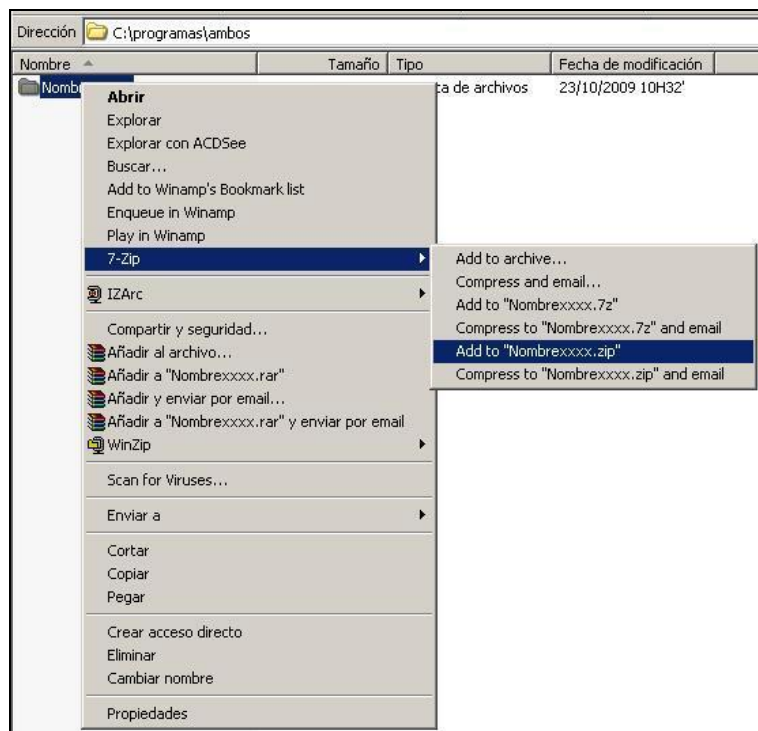 Dirección C:\programas\ambos
Nombre Tamaño Tipo Fecha de modificación
Nomb ta de archivos 23/10/2009 10H32'
Abrir
Explorar
Explorar con ACDSee
Buscar...
Add to Winamp's Bookmark list
Enqueue in Winamp
Play in Winamp
7-Zip
IZArc
Compartir y seguridad...
Añadir al archivo...
Añadir a "Nombrexxxx.rar"
Añadir y enviar por email...
Añadir a "Nombrexxxx.rar" y enviar por email
WinZip
Scan for Viruses...
Enviar a
Cortar
Copiar
Pegar
Crear acceso directo
Eliminar
Cambiar nombre
Propiedades
Add to archive...
Compress and email...
Add to "Nombrexxxx.7z"
Compress to "Nombrexxxx.7z" and email
Add to "Nombrexxxx.zip"
Compress to "Nombrexxxx.zip" and email